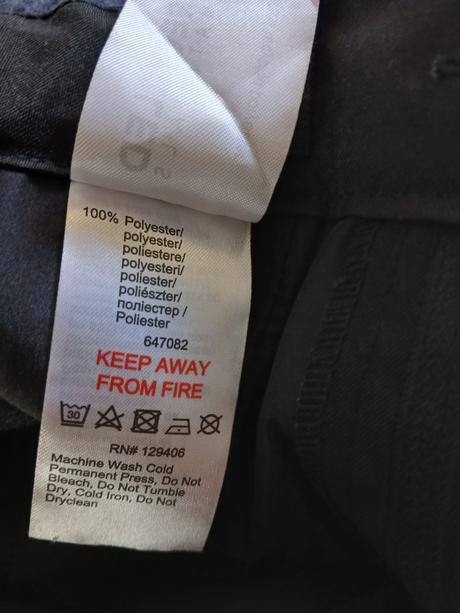 100% Polyester/
polyester/
poliestere/
polyesteri/
poliester/
poliészter/
поліестер /
Poliester
647082
KEEP AWAY
FROM FIRE
30
RN# 129406
Machine Wash Cold
Permanent Press, Do Not
Bleach, Do Not Tumble
Dry, Cold Iron, Do Not
Dryclean